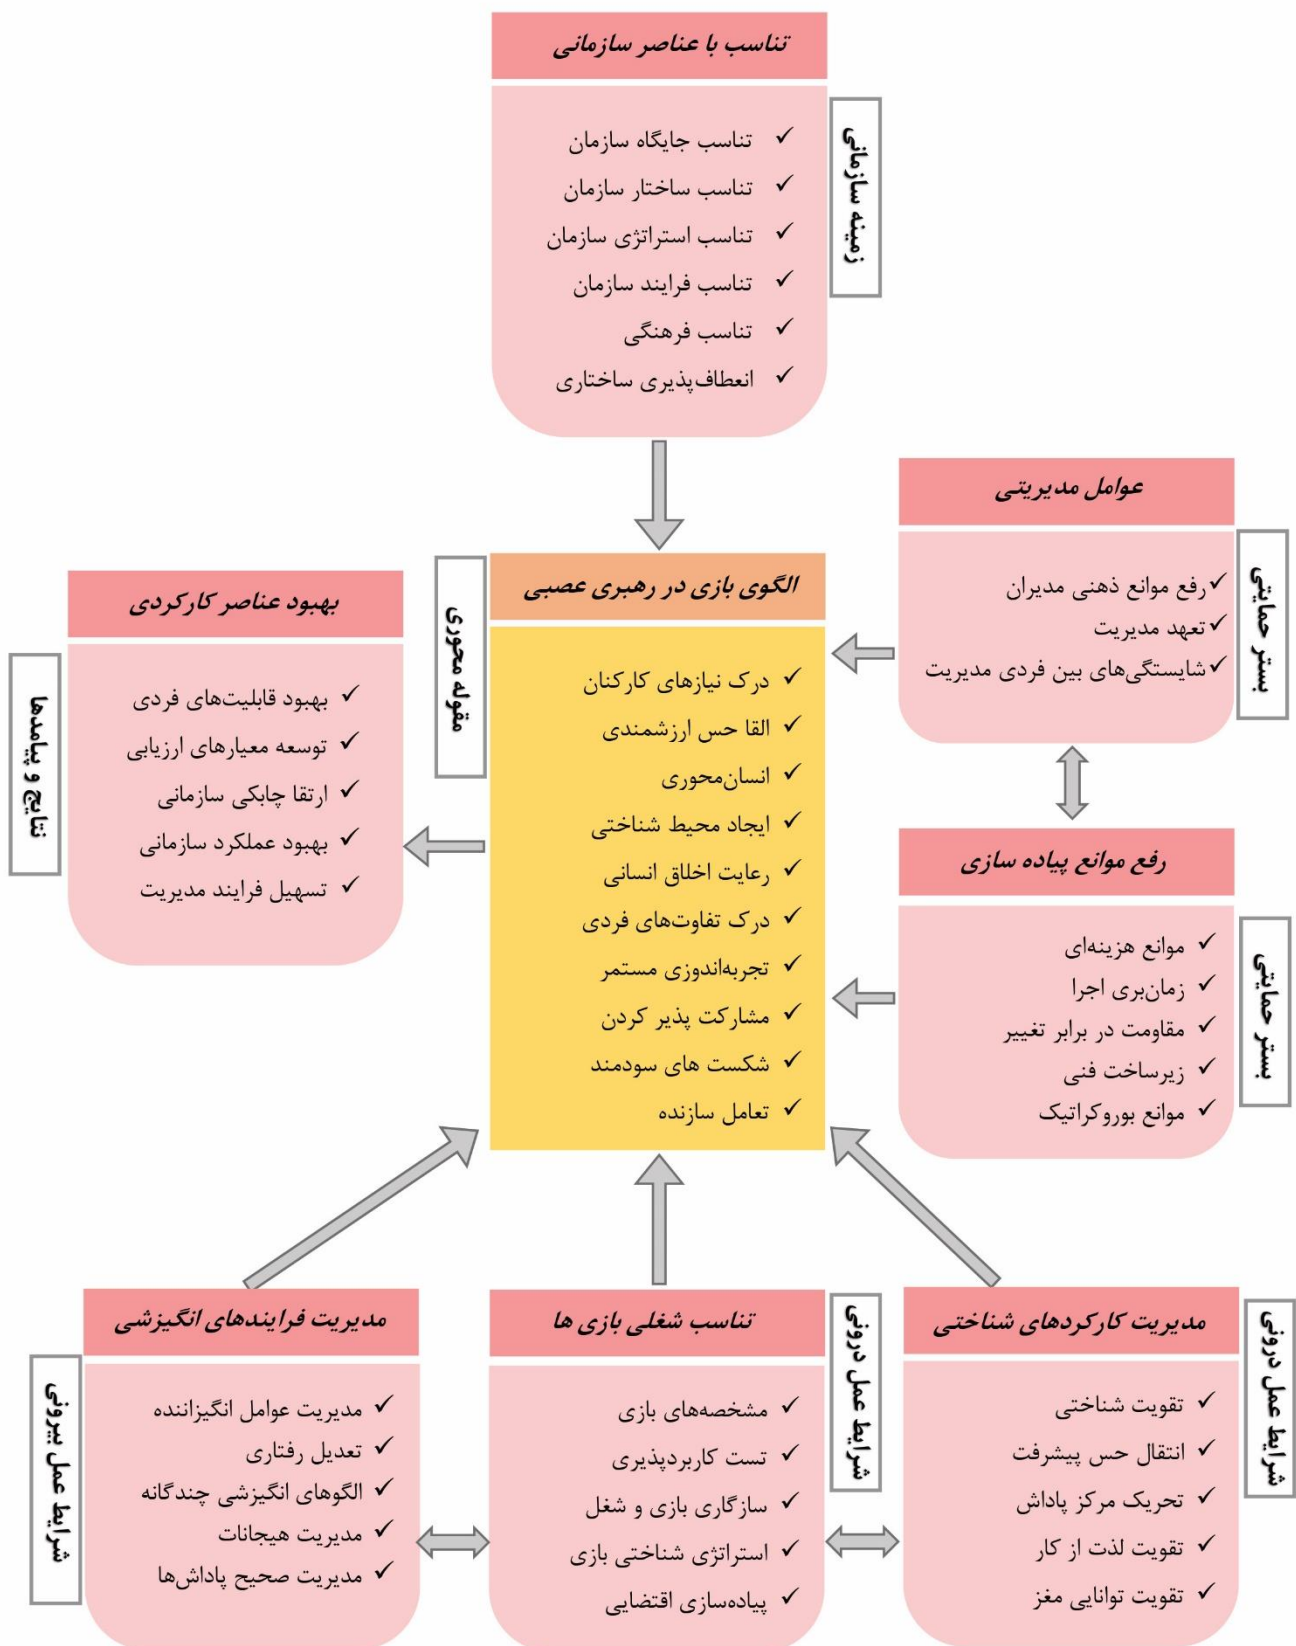 تناسب با عناصر سازمانی
زمینه سازمانی
✓ تناسب جایگاه سازمان
✓ تناسب ساختار سازمان
✓ تناسب استراتژی سازمان
✓ تناسب فرایند سازمان
✓ تناسب فرهنگی
✓ انعطاف‌پذیری ساختاری
عوامل مدیریتی
بستر حمایتی
✓ رفع موانع ذهنی مدیران
✓ تعهد مدیریت
✓ شایستگی‌های بین فردی مدیریت
رفع موانع پیاده سازی
بستر حمایتی
✓ موانع هزینه‌ای
✓ زمان‌بری اجرا
✓ مقاومت در برابر تغییر
✓ زیرساخت فنی
✓ موانع بوروکراتیک
الگوی بازی در رهبری عصبی
مقوله محوری
✓ درک نیازهای کارکنان
✓ القا حس ارزشمندی
✓ انسان‌محوری
✓ ایجاد محیط شناختی
✓ رعایت اخلاق انسانی
✓ درک تفاوت‌های فردی
✓ تجربه‌اندوزی مستمر
✓ مشارکت پذیر کردن
✓ شکست های سودمند
✓ تعامل سازنده
بهبود عناصر کارکردی
نتایج و پیامدها
✓ بهبود قابلیت‌های فردی
✓ توسعه معیارهای ارزیابی
✓ ارتقا چابکی سازمانی
✓ بهبود عملکرد سازمانی
✓ تسهیل فرایند مدیریت
مدیریت کارکردهای شناختی
شرایط عمل درونی
✓ تقویت شناختی
✓ انتقال حس پیشرفت
✓ تحریک مرکز پاداش
✓ تقویت لذت از کار
✓ تقویت توانایی مغز
تناسب شغلی بازی ها
شرایط عمل درونی
✓ مشخصه‌های بازی
✓ تست کاربردپذیری
✓ سازگاری بازی و شغل
✓ استراتژی شناختی بازی
✓ پیاده‌سازی اقتضایی
مدیریت فرایندهای انگیزشی
شرایط عمل بیرونی
✓ مدیریت عوامل انگیزاننده
✓ تعدیل رفتاری
✓ الگوهای انگیزشی چندگانه
✓ مدیریت هیجانات
✓ مدیریت صحیح پاداش‌ها